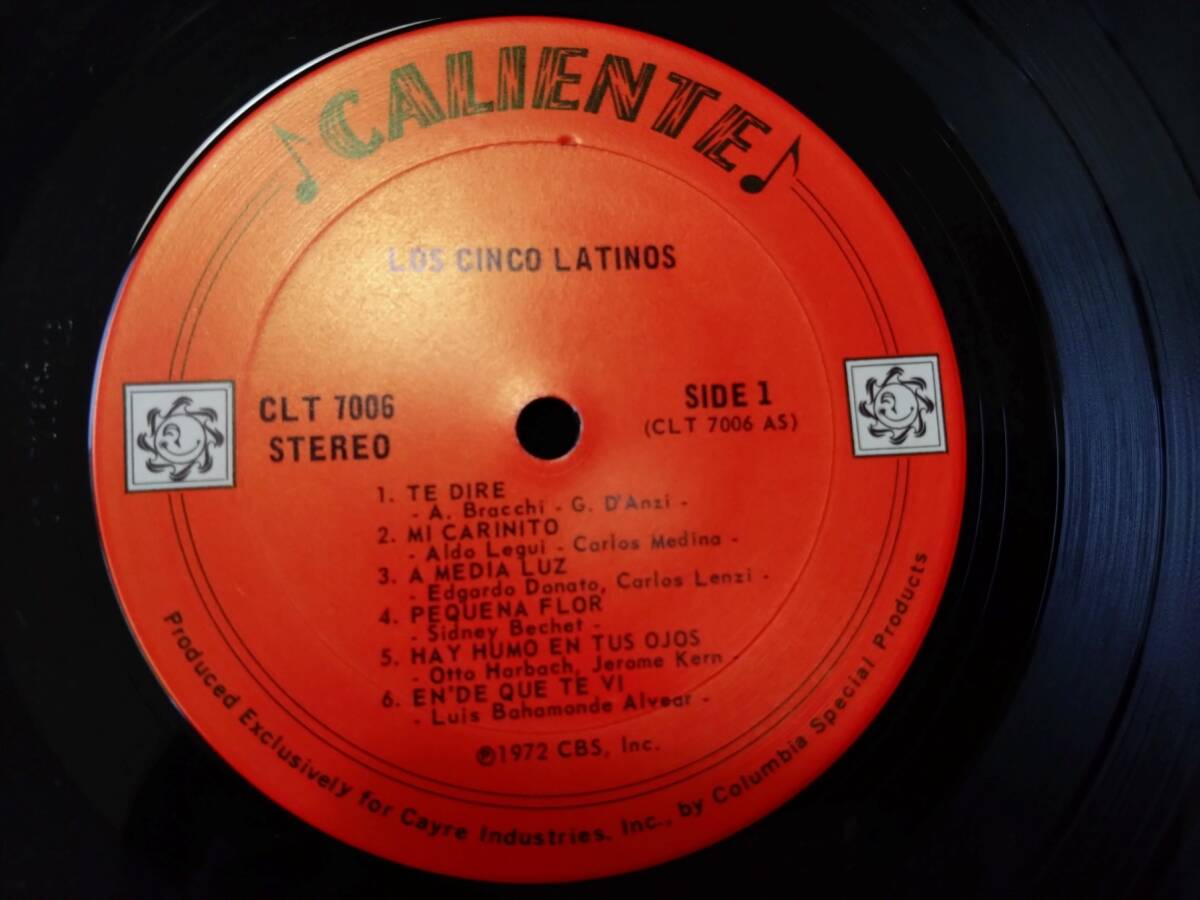 CALIENTE
LOS CINCO LATINOS
CLT 7006
STEREO
SIDE 1
(CLT 7006 AS)
1. TE DIRE
- A. Bracchi - G. D'Anzi -
2. MI CARINITO
- Aldo Legui - Carlos Medina -
3. A MEDIA LUZ
- Edgardo Donato, Carlos Lenzi -
4. PEQUENA FLOR
- Sidney Bechet -
5. HAY HUMO EN TUS OJOS
- Otto Harbach, Jerome Kern -
6. EN'DE QUE TE VI
- Luis Bahamonde Alvear -
℗1972 CBS, Inc.
Produced Exclusively for Cayre Industries, Inc., by Columbia Special Products